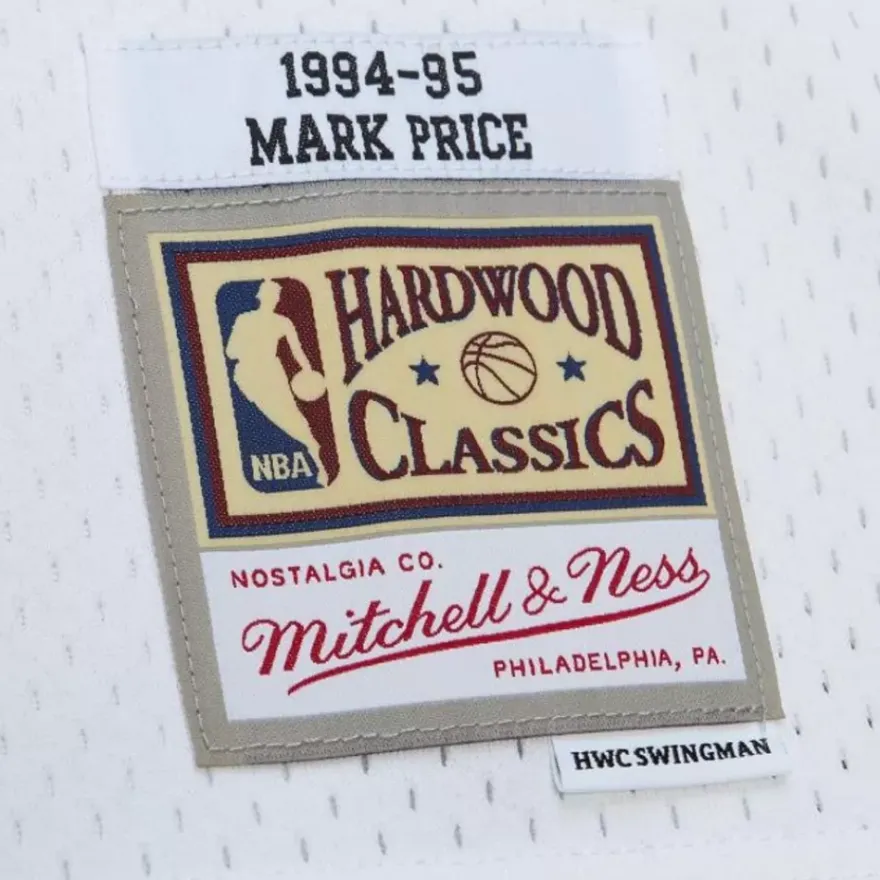 1994-95
MARK PRICE
HARDWOOD
CLASSICS
NBA
NOSTALGIA CO.
Mitchell & Ness
PHILADELPHIA, PA.
HWC SWINGMAN